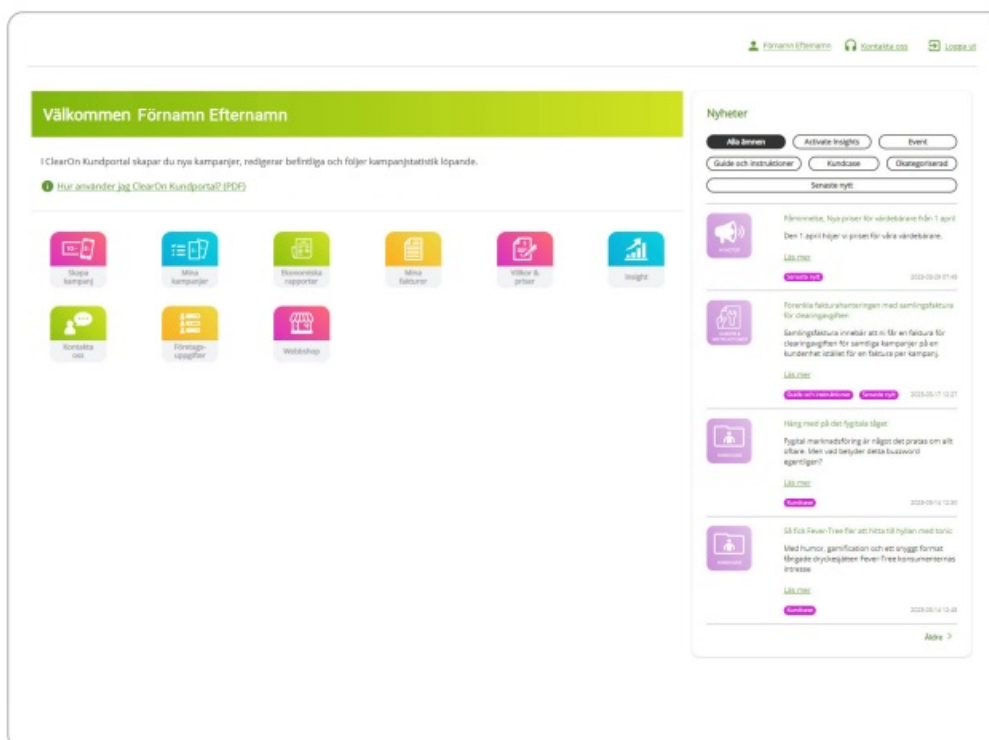 Förnamn Efternamn
Kontakta oss
Logga ut
Välkommen Förnamn Efternamn
I ClearOn Kundportal skapar du nya kampanjer, redigerar befintliga och följer kampanjstatistik löpande.
Hur använder jag ClearOn Kundportal? (PDF)
Skapa
kampanj
Mina
kampanjer
Ekonomiska
rapporter
Mina
fakturor
Villkor &
priser
Insight
Kontakta
oss
Företags-
uppgifter
Webbshop
Nyheter
Alla ämnen
Activate Insights
Event
Guide och instruktioner
Kundcase
Okategoriserad
Senaste nytt
Påminnelse, Nya priser för värdebärare från 1 april
Den 1 april höjer vi priset för våra värdebärare.
Läs mer
Senaste nytt
Förenkla fakturahanteringen med samlingsfaktura
för clearingavgiften
Samlingsfaktura innebär att ni får en faktura för
clearingavgiften för samtliga kampanjer på en
kundenhet istället för en faktura per kampanj.
Läs mer
Guide och instruktioner
Senaste nytt
Häng med på det fygitala tåget
Fygital marknadsföring är något det pratas om allt
oftare. Men vad betyder detta buzzword
egentligen?
Läs mer
Kundcase
Så fick Fever-Tree fler att hitta till hyllan med tonic
Med humor, gamification och ett snyggt format
fångade dryckesjätten Fever-Tree konsumenternas
intresse
Läs mer
Kundcase
Äldre